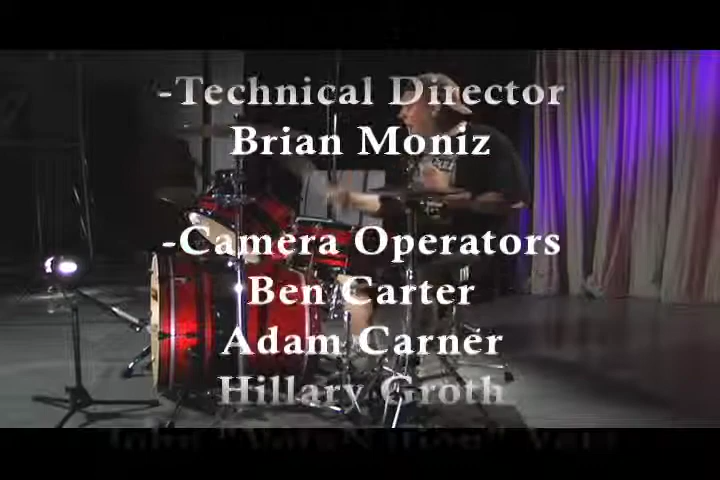 -Technical Director
Brian Moniz
-Camera Operators
Ben Carter
Adam Carner
Hillary Groth